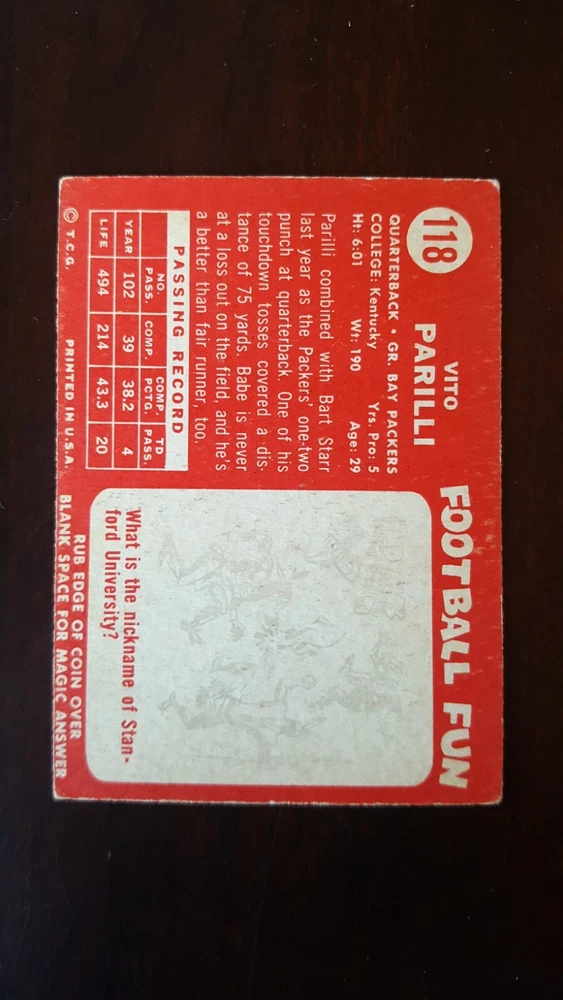 118
VITO
PARILLI
QUARTERBACK • GR. BAY PACKERS
COLLEGE: Kentucky Yrs. Pro: 5
Ht: 6:01 Wt: 190 Age: 29
Parilli combined with Bart Starr
last year as the Packers' one-two
punch at quarterback. One of his
touchdown tosses covered a dis-
tance of 75 yards. Babe is never
at a loss out on the field, and he's
a better than fair runner, too.
PASSING RECORD
NO. PASS. COMP. COMP. PCTG. TD PASS.
YEAR 102 39 38.2 4
LIFE 494 214 43.3 20
© T.C.G. PRINTED IN U.S.A.
FOOTBALL FUN
What is the nickname of Stan-
ford University?
RUB EDGE OF COIN OVER
BLANK SPACE FOR MAGIC ANSWER